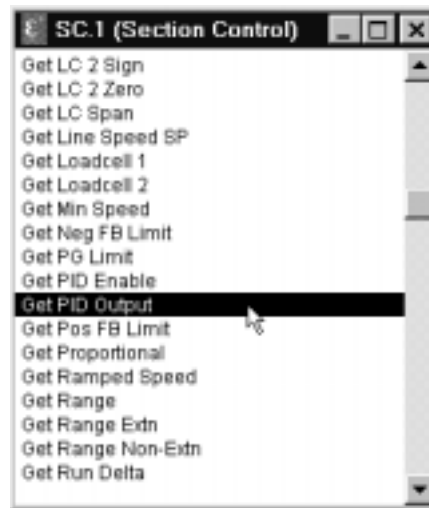 SC.1 (Section Control)
Get LC 2 Sign
Get LC 2 Zero
Get LC Span
Get Line Speed SP
Get Loadcell 1
Get Loadcell 2
Get Min Speed
Get Neg FB Limit
Get PG Limit
Get PID Enable
Get PID Output
Get Pos FB Limit
Get Proportional
Get Ramped Speed
Get Range
Get Range Extn
Get Range Non-Extn
Get Run Delta